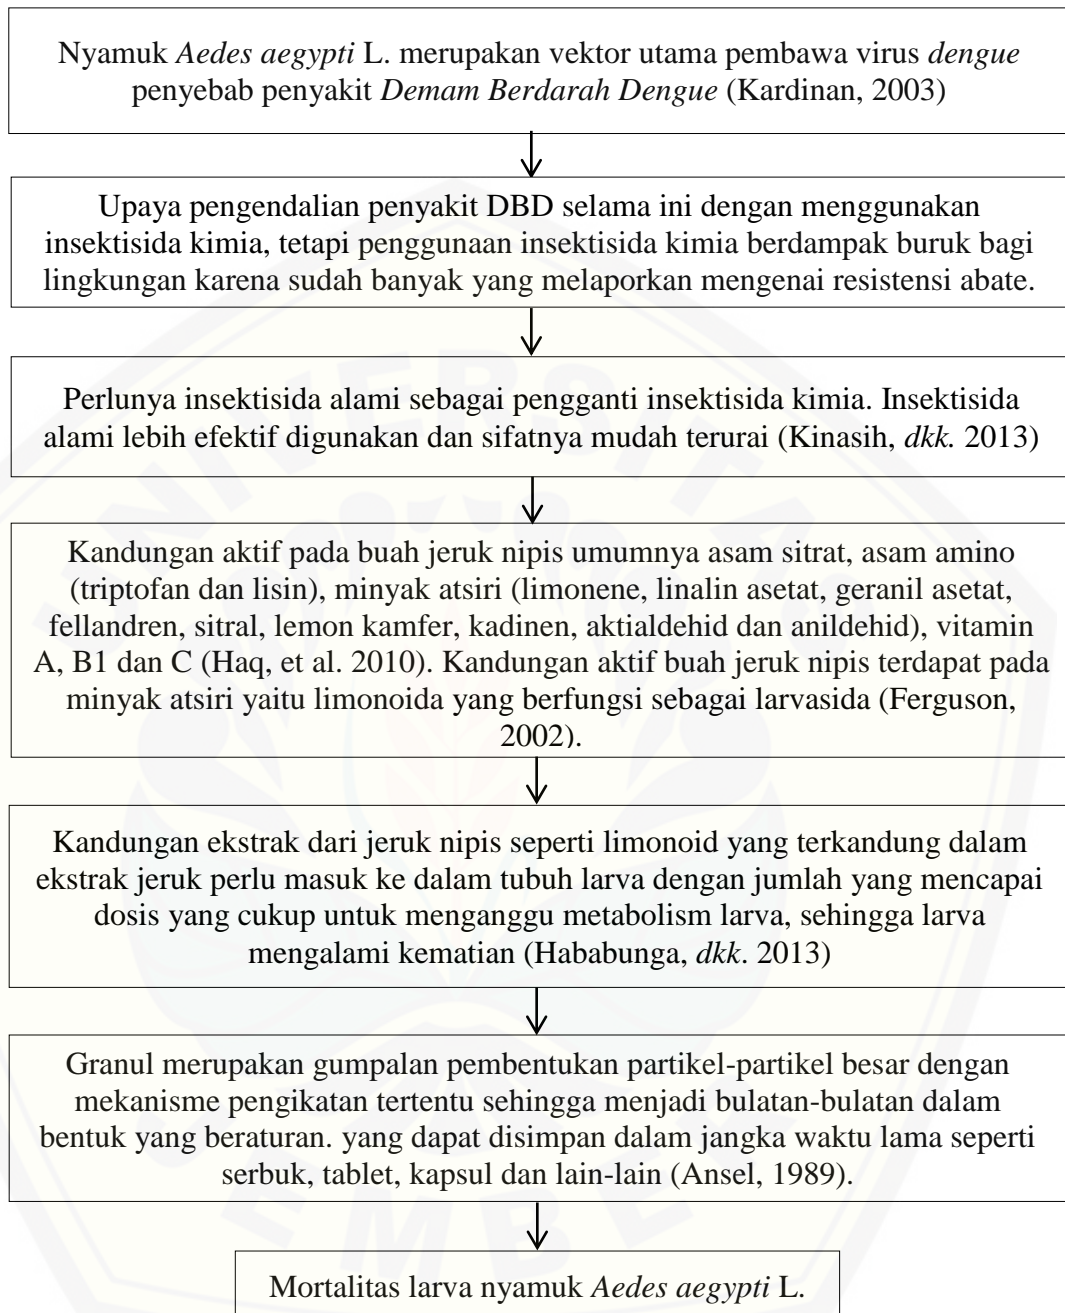 Nyamuk Aedes aegypti L. merupakan vektor utama pembawa virus dengue
penyebab penyakit Demam Berdarah Dengue (Kardinan, 2003)
Upaya pengendalian penyakit DBD selama ini dengan menggunakan
insektisida kimia, tetapi penggunaan insektisida kimia berdampak buruk bagi
lingkungan karena sudah banyak yang melaporkan mengenai resistensi abate.
Perlunya insektisida alami sebagai pengganti insektisida kimia. Insektisida
alami lebih efektif digunakan dan sifatnya mudah terurai (Kinasih, dkk. 2013)
Kandungan aktif pada buah jeruk nipis umumnya asam sitrat, asam amino
(triptofan dan lisin), minyak atsiri (limonene, linalin asetat, geranil asetat,
fellandren, sitral, lemon kamfer, kadinen, aktialdehid dan anildehid), vitamin
A, B1 dan C (Haq, et al. 2010). Kandungan aktif buah jeruk nipis terdapat pada
minyak atsiri yaitu limonoida yang berfungsi sebagai larvasida (Ferguson,
2002).
Kandungan ekstrak dari jeruk nipis seperti limonoid yang terkandung dalam
ekstrak jeruk perlu masuk ke dalam tubuh larva dengan jumlah yang mencapai
dosis yang cukup untuk menganggu metabolism larva, sehingga larva
mengalami kematian (Hababunga, dkk. 2013)
Granul merupakan gumpalan pembentukan partikel-partikel besar dengan
mekanisme pengikatan tertentu sehingga menjadi bulatan-bulatan dalam
bentuk yang beraturan. yang dapat disimpan dalam jangka waktu lama seperti
serbuk, tablet, kapsul dan lain-lain (Ansel, 1989).
Mortalitas larva nyamuk Aedes aegypti L.
UNIVERSITAS
JEMBER